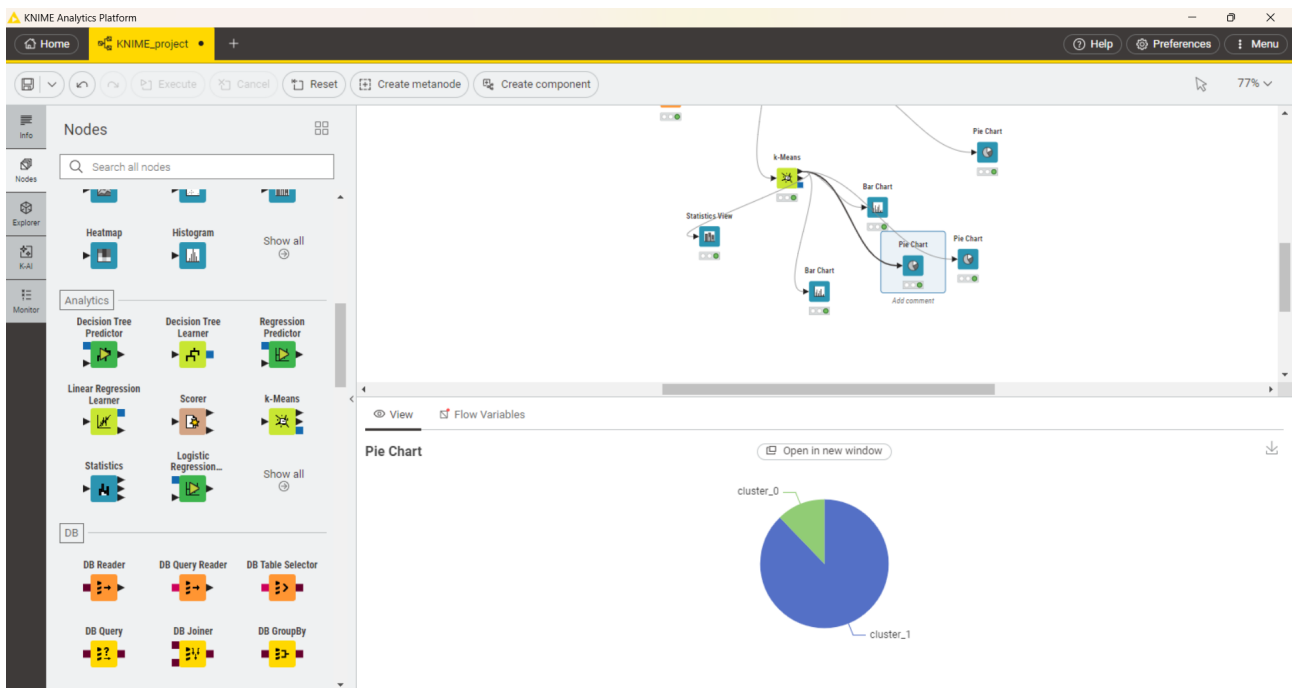 KNIME Analytics Platform
Home
KNIME_project
Help
Preferences
Menu
Execute
Cancel
Reset
Create metanode
Create component
77%
Info
Nodes
Explorer
K-AI
Monitor
Nodes
Search all nodes
Heatmap
Histogram
Show all
Analytics
Decision Tree
Predictor
Decision Tree
Learner
Regression
Predictor
Linear Regression
Learner
Scorer
k-Means
Statistics
Logistic
Regression...
Show all
DB
DB Reader
DB Query Reader
DB Table Selector
DB Query
DB Joiner
DB GroupBy
Pie Chart
k-Means
Bar Chart
Statistics View
Pie Chart
Pie Chart
Bar Chart
Add comment
View
Flow Variables
Pie Chart
Open in new window
cluster_0
cluster_1